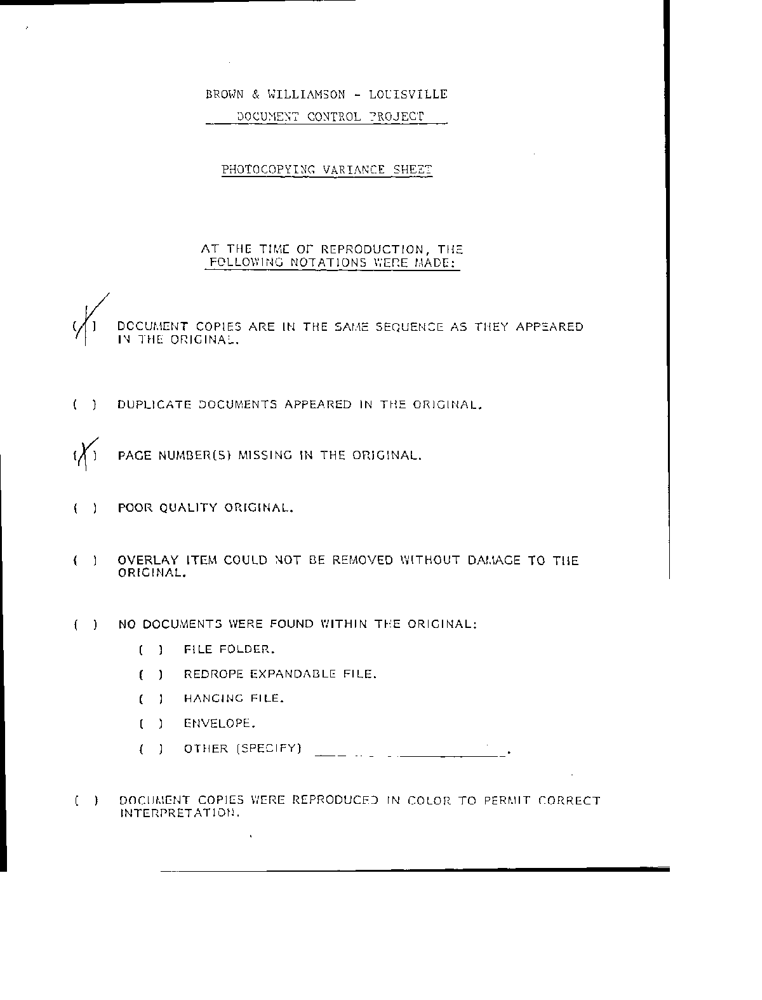 BROWN & WILLIAMSON - LOUISVILLE
DOCUMENT CONTROL PROJECT
PHOTOCOPYING VARIANCE SHEET
AT THE TIME OF REPRODUCTION, THE
FOLLOWING NOTATIONS WERE MADE:
(X) DOCUMENT COPIES ARE IN THE SAME SEQUENCE AS THEY APPEARED
IN THE ORIGINAL.
( ) DUPLICATE DOCUMENTS APPEARED IN THE ORIGINAL.
(X) PAGE NUMBER(S) MISSING IN THE ORIGINAL.
( ) POOR QUALITY ORIGINAL.
( ) OVERLAY ITEM COULD NOT BE REMOVED WITHOUT DAMAGE TO THE
ORIGINAL.
( ) NO DOCUMENTS WERE FOUND WITHIN THE ORIGINAL:
( ) FILE FOLDER.
( ) REDROPE EXPANDABLE FILE.
( ) HANGING FILE.
( ) ENVELOPE.
( ) OTHER (SPECIFY) ____________________.
( ) DOCUMENT COPIES WERE REPRODUCED IN COLOR TO PERMIT CORRECT
INTERPRETATION.